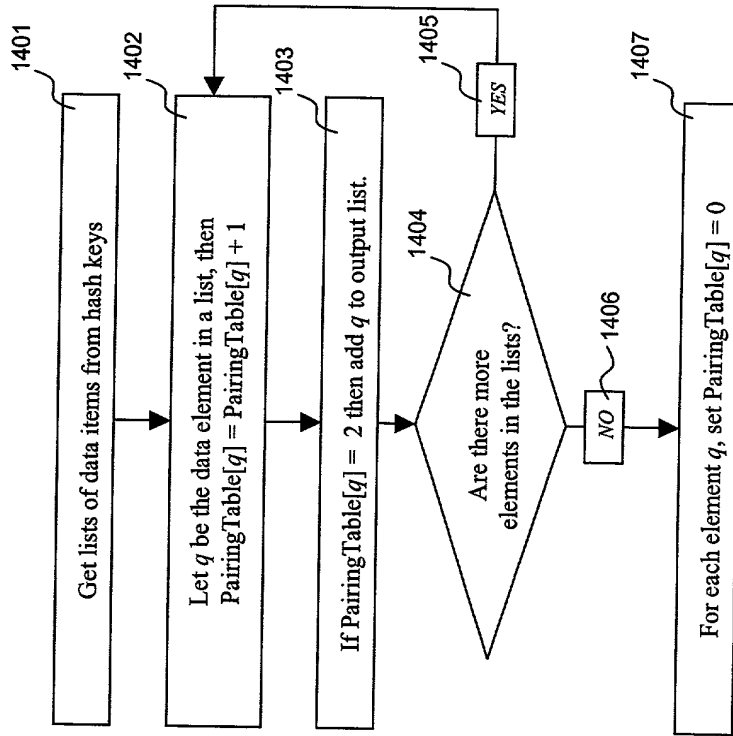 1401
Get lists of data items from hash keys
1402
Let q be the data element in a list, then
PairingTable[q] = PairingTable[q] + 1
1403
If PairingTable[q] = 2 then add q to output list.
1404
Are there more
elements in the lists?
1405
YES
1406
NO
1407
For each element q, set PairingTable[q] = 0